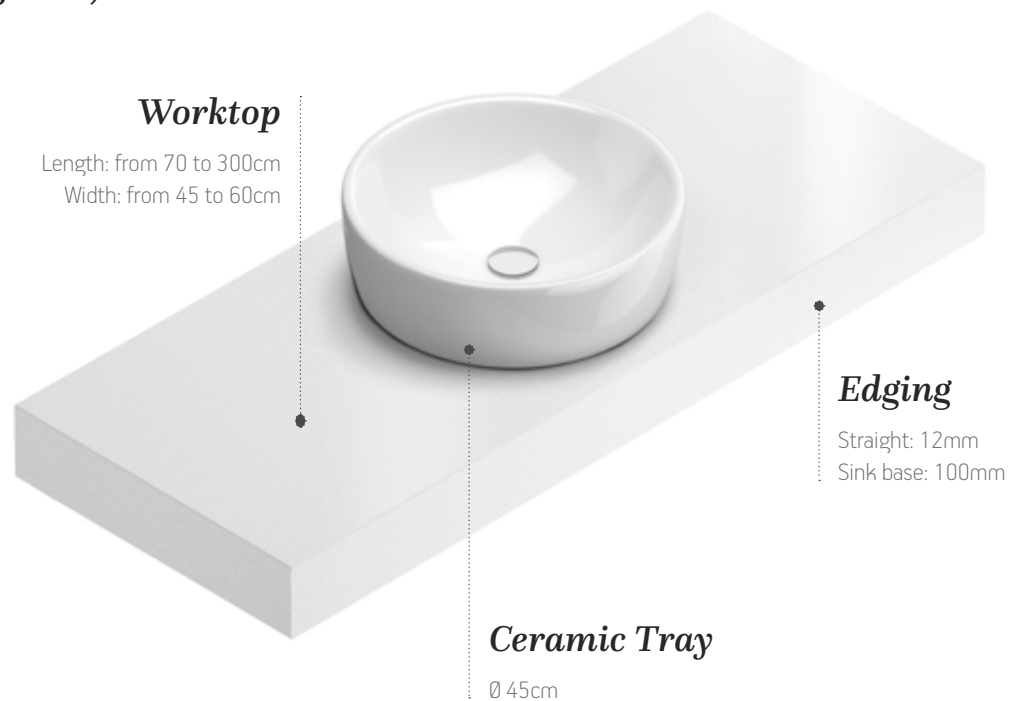 Worktop
Length: from 70 to 300cm
Width: from 45 to 60cm
Edging
Straight: 12mm
Sink base: 100mm
Ceramic Tray
Ø 45cm